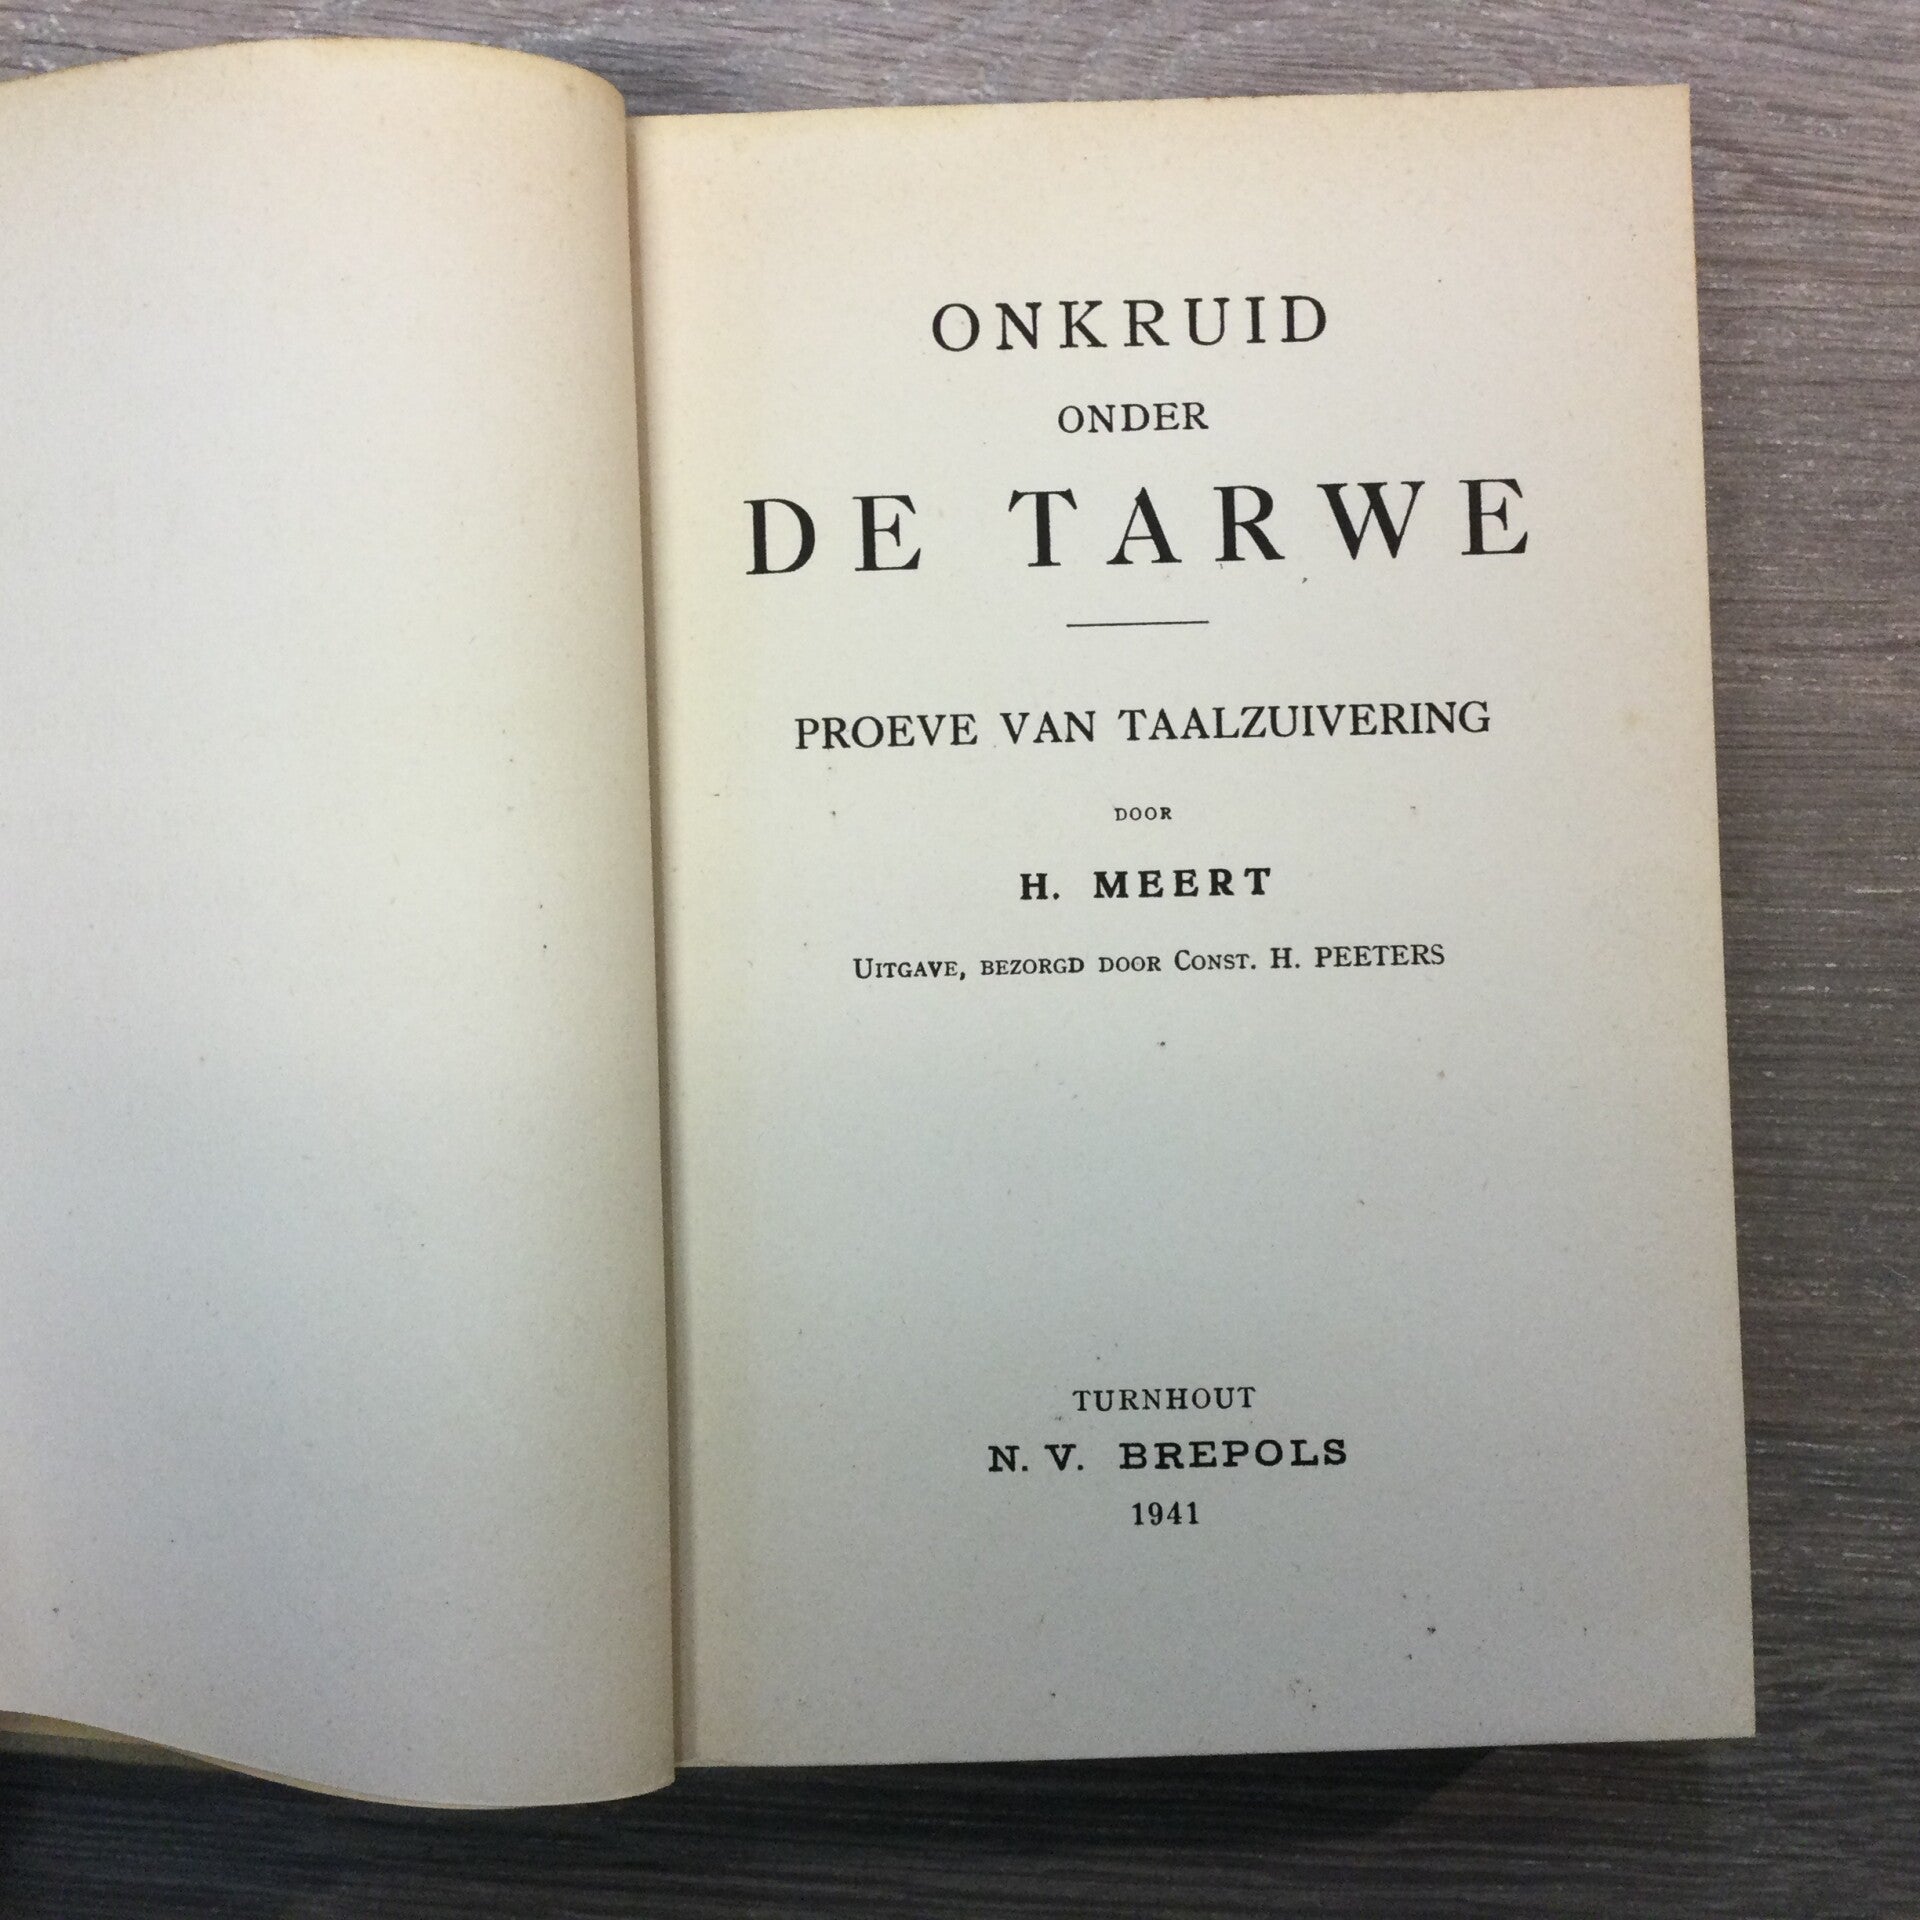 ONKRUID
ONDER
DE TARWE
PROEVE VAN TAALZUIVERING
DOOR
H. MEERT
UITGAVE, BEZORGD DOOR CONST. H. PEETERS
TURNHOUT
N. V. BREPOLS
1941